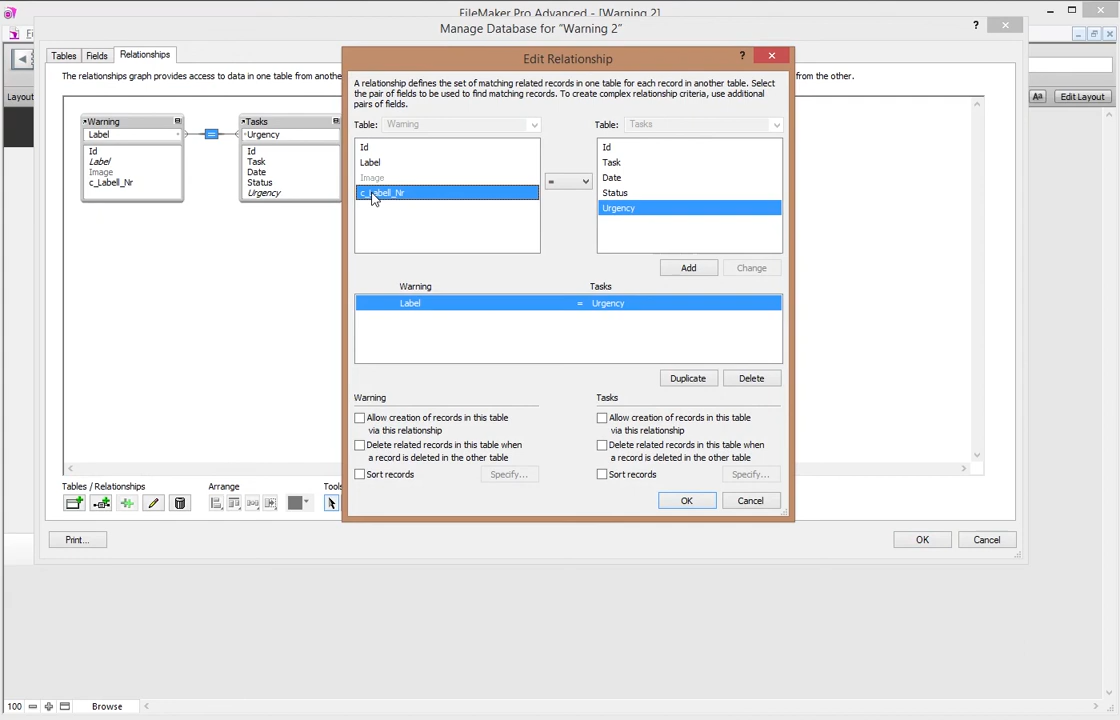 FileMaker Pro Advanced - [Warning 2]
Manage Database for "Warning 2"
?
Tables
Fields
Relationships
Edit Relationship
?
The relationships graph provides access to data in one table from anothe
from the other.
A relationship defines the set of matching related records in one table for each record in another table. Select
the pair of fields to be used to find matching records. To create complex relationship criteria, use additional
pairs of fields.
Layou
Aa
Edit Layout
Warning
Label
Id
Label
Image
c_Labell_Nr
=
Tasks
Urgency
Id
Task
Date
Status
Urgency
Table:
Warning
Id
Label
Image
c_Labell_Nr
=
Table:
Tasks
Id
Task
Date
Status
Urgency
Add
Change
Warning
Tasks
Label
=
Urgency
Duplicate
Delete
Warning
Allow creation of records in this table
via this relationship
Delete related records in this table when
a record is deleted in the other table
Sort records
Specify...
Tasks
Allow creation of records in this table
via this relationship
Delete related records in this table when
a record is deleted in the other table
Sort records
Specify...
OK
Cancel
Tables / Relationships
Arrange
Tools
Print...
OK
Cancel
100
Browse